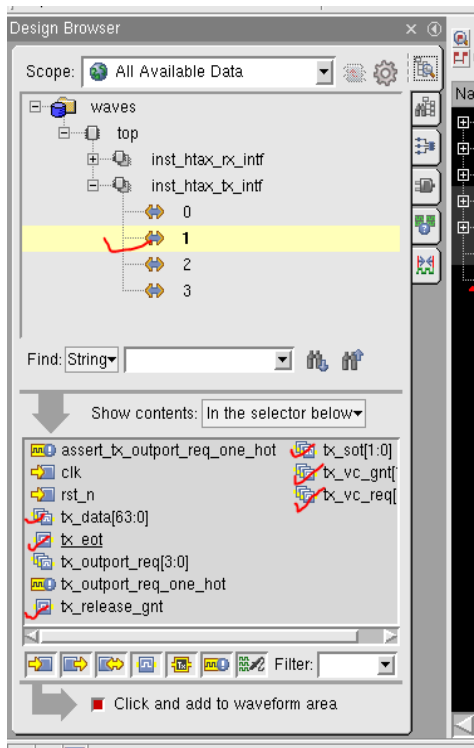 Design Browser
Scope: All Available Data
waves
top
inst_htax_rx_intf
inst_htax_tx_intf
0
1
2
3
Find: String
Show contents: In the selector below
assert_tx_outport_req_one_hot
clk
rst_n
tx_data[63:0]
tx_eot
tx_outport_req[3:0]
tx_outport_req_one_hot
tx_release_gnt
tx_sot[1:0]
tx_vc_gnt[
tx_vc_req[
Filter:
Click and add to waveform area
Na